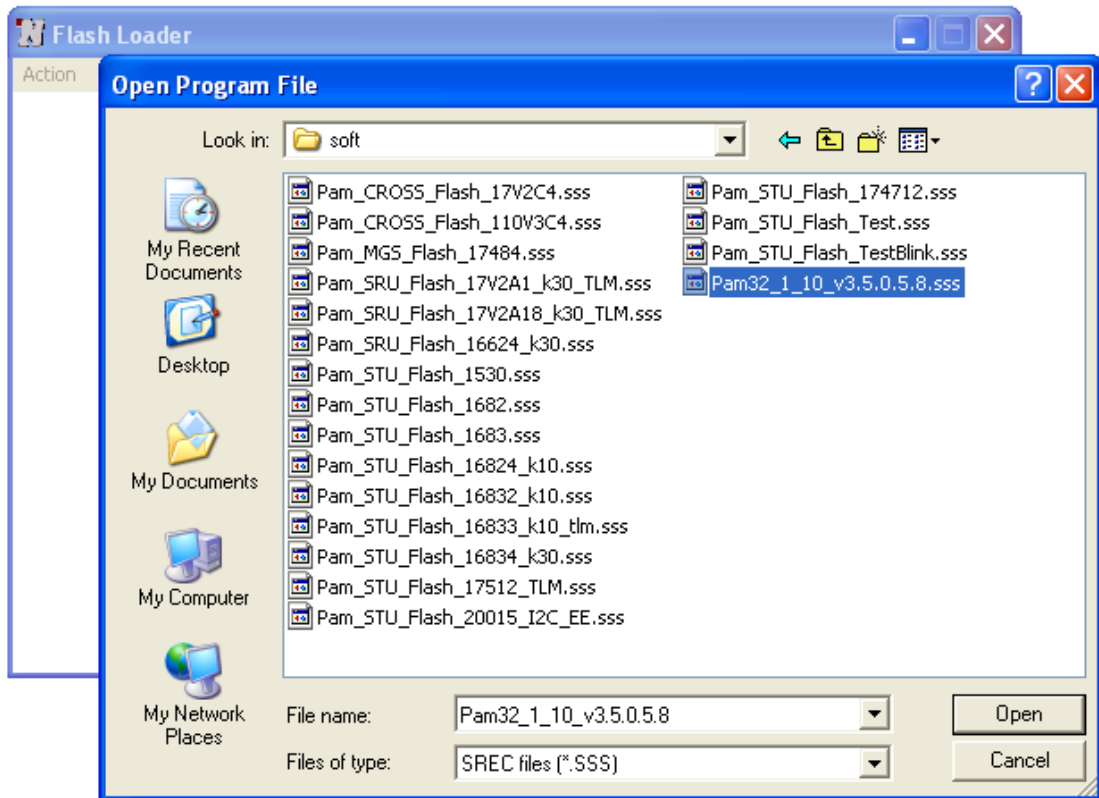 Flash Loader
Action
Open Program File
Look in: soft
My Recent
Documents
Desktop
My Documents
My Computer
My Network
Places
Pam_CROSS_Flash_17V2C4.sss
Pam_CROSS_Flash_110V3C4.sss
Pam_MGS_Flash_17484.sss
Pam_SRU_Flash_17V2A1_k30_TLM.sss
Pam_SRU_Flash_17V2A18_k30_TLM.sss
Pam_SRU_Flash_16624_k30.sss
Pam_STU_Flash_1530.sss
Pam_STU_Flash_1682.sss
Pam_STU_Flash_1683.sss
Pam_STU_Flash_16824_k10.sss
Pam_STU_Flash_16832_k10.sss
Pam_STU_Flash_16833_k10_tlm.sss
Pam_STU_Flash_16834_k30.sss
Pam_STU_Flash_17512_TLM.sss
Pam_STU_Flash_20015_I2C_EE.sss
Pam_STU_Flash_174712.sss
Pam_STU_Flash_Test.sss
Pam_STU_Flash_TestBlink.sss
Pam32_1_10_v3.5.0.5.8.sss
File name: Pam32_1_10_v3.5.0.5.8 Open
Files of type: SREC files (*.SSS) Cancel